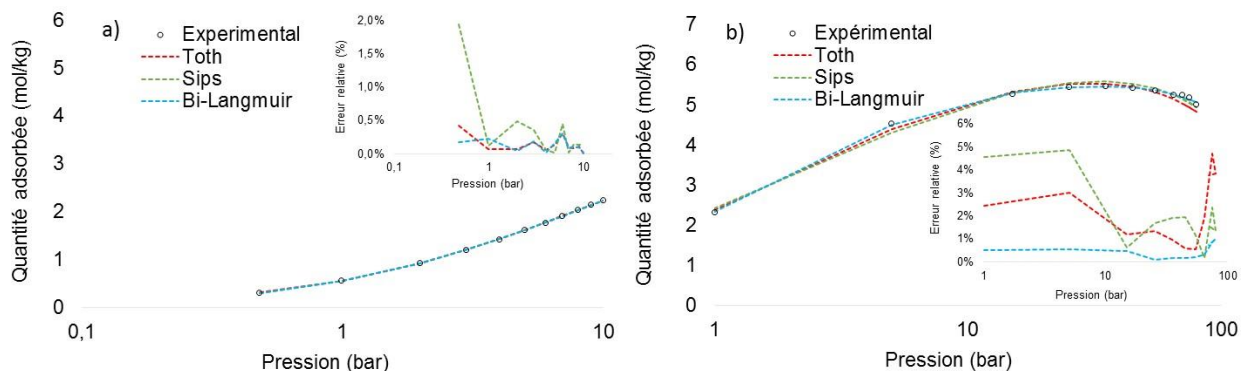 a)
Experimental
Toth
Sips
Bi-Langmuir
Quantité adsorbée (mol/kg)
6
5
4
3
2
1
0
0,1
1
10
Pression (bar)
Erreur relative (%)
2,0%
1,5%
1,0%
0,5%
0,0%
0,1
1
10
Pression (bar)
b)
Expérimental
Toth
Sips
Bi-Langmuir
Quantité adsorbée (mol/kg)
7
6
5
4
3
2
1
0
1
10
100
Pression (bar)
Erreur relative (%)
6%
5%
4%
3%
2%
1%
0%
1
10
100
Pression (bar)